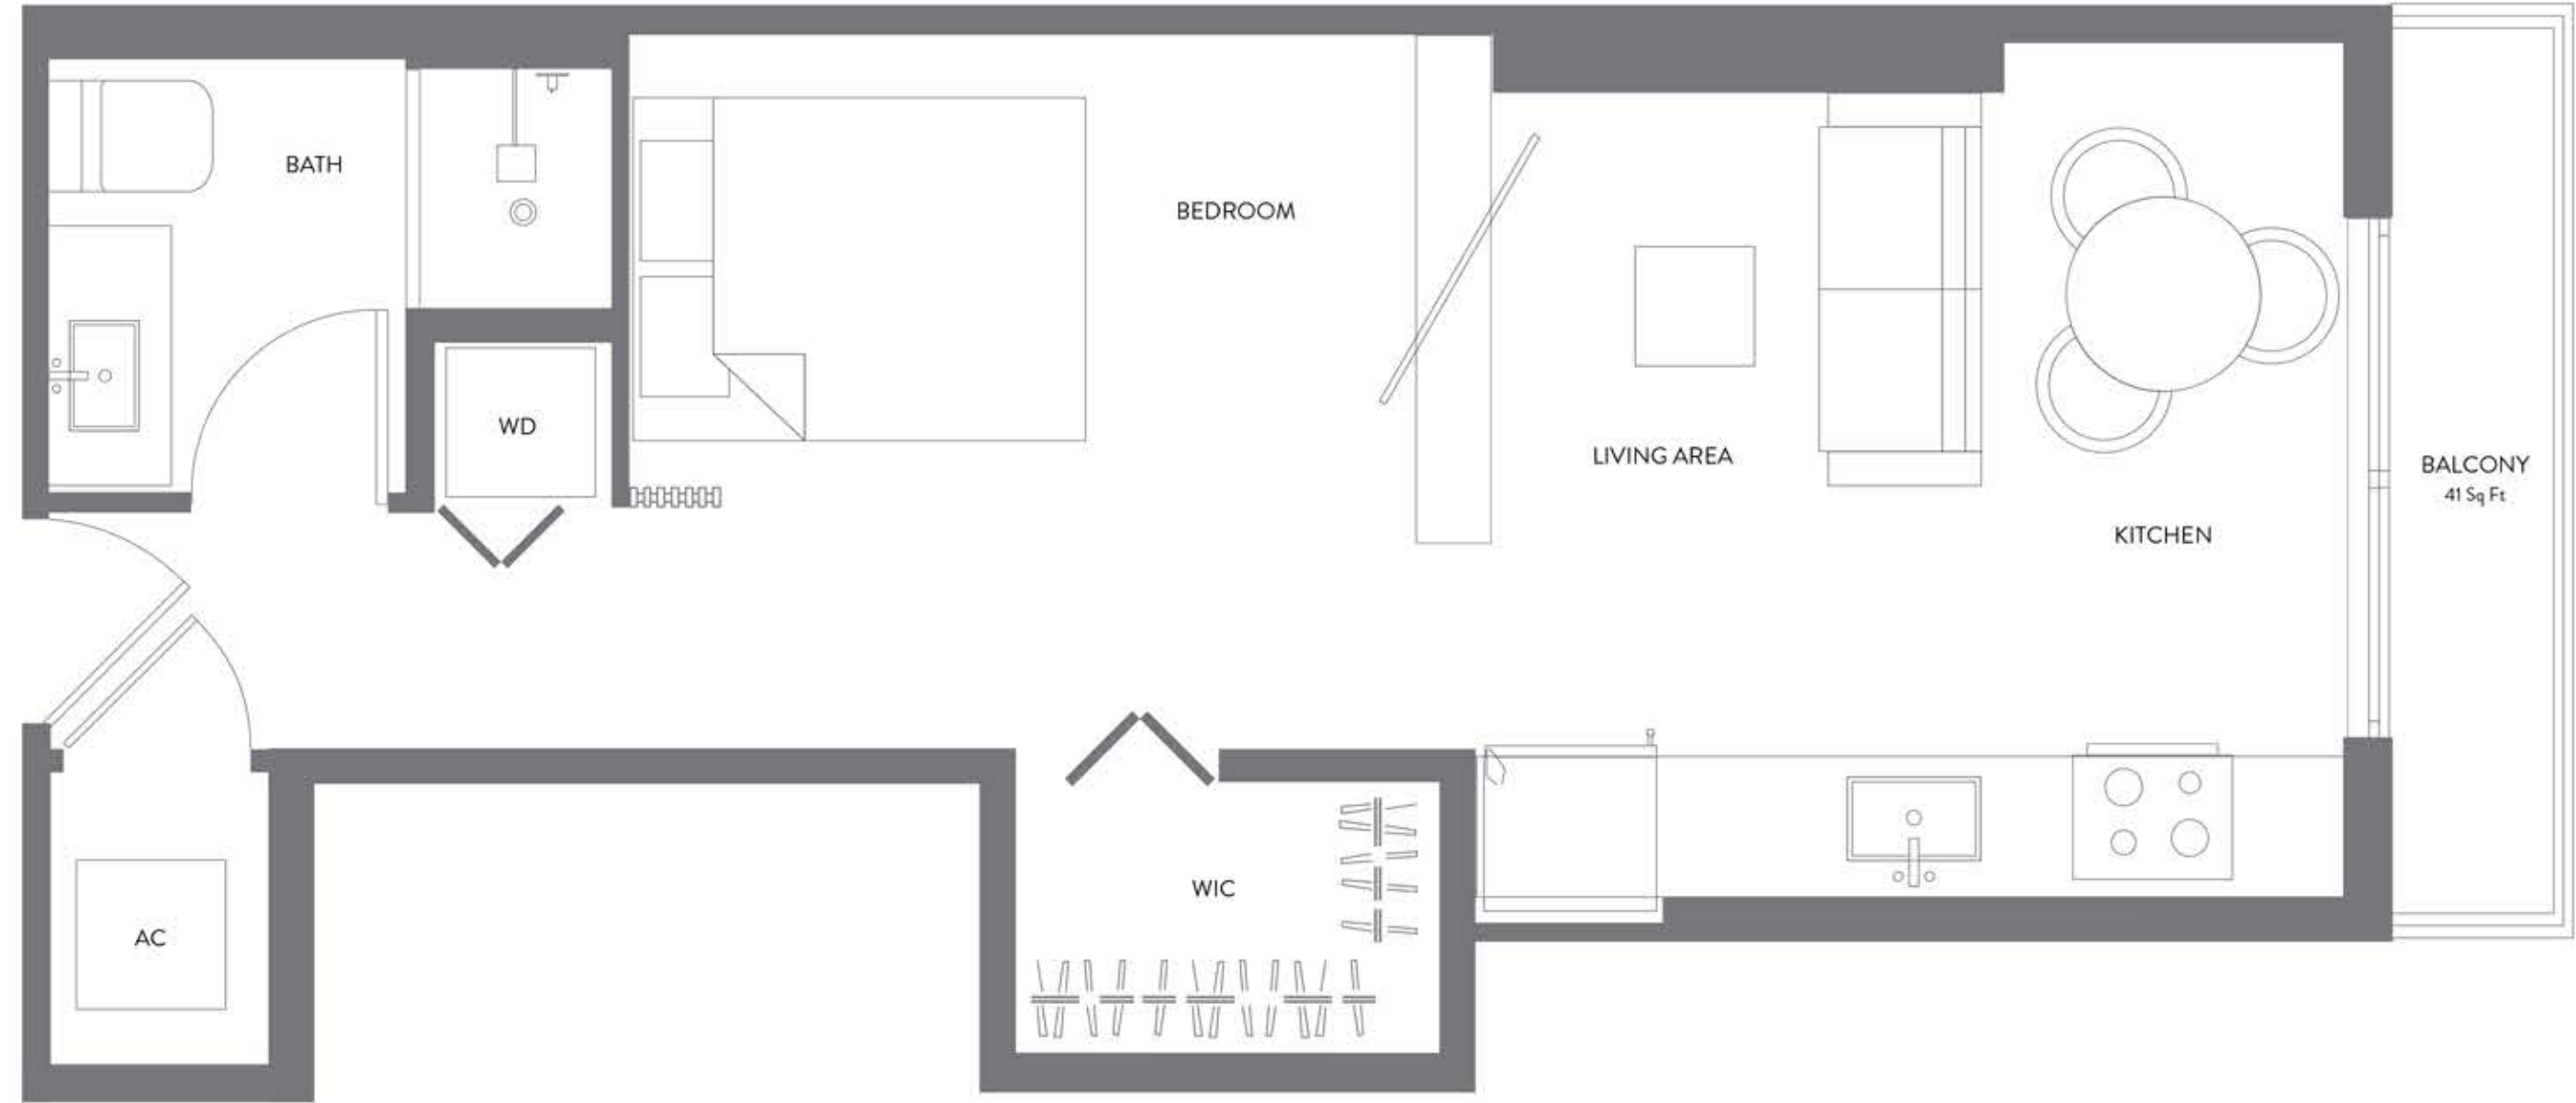 BATH
BEDROOM
WD
LIVING AREA
KITCHEN
BALCONY
41 Sq Ft
WIC
AC